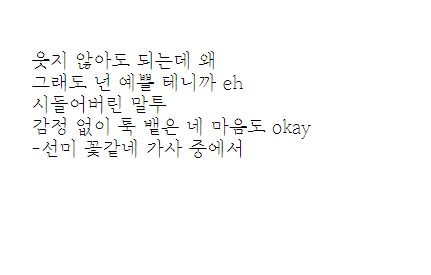 웃지 않아도 되는데 왜
그래도 넌 예쁠 테니까 eh
시들어버린 말투
감정 없이 툭 뱉은 네 마음도 okay
-선미 꽃같네 가사 중에서